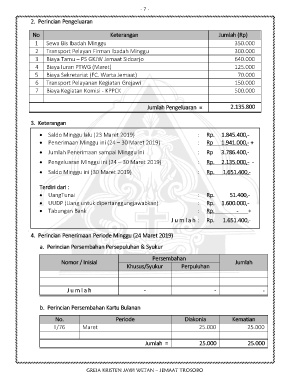 - 7 -
2. Perincian Pengeluaran
No Keterangan Jumlah (Rp)
1 Sewa Bis Ibadah Minggu 350.000
2 Transport Pelayan Firman Ibadah Minggu 300.000
3 Biaya Tamu – PS GKJW Jemaat Sidoarjo 640.000
4 Biaya Iuran PTWG (Maret) 125.000
5 Biaya Sekretariat (FC. Warta Jemaat) 70.000
6 Transport Pelayanan Kegiatan Grejawi 150.000
7 Biaya Kegiatan Komisi - KPPCK 500.000
Jumlah Pengeluaran = 2.135.800
3. Keterangan
• Saldo Minggu lalu (23 Maret 2019) : Rp. 1.845.400,-
• Penerimaan Minggu ini (24 – 30 Maret 2019) : Rp 1.941.000,- +
• Jumlah Penerimaan sampai Minggu ini : Rp 3.786.400,-
• Pengeluaran Minggu ini (24 – 30 Maret 2019) : Rp. 2.135.000,- -
• Saldo Minggu ini (30 Maret 2019) : Rp. 1.651.400,-
Terdiri dari :
• Uang Tunai : Rp. 51.400,-
• UUDP (Uang untuk dipertanggungjawabkan) : Rp. 1.600.000,-
• Tabungan Bank : Rp. - +
J u m l a h : Rp. 1.651.400,-
4. Perincian Penerimaan Periode Minggu (24 Maret 2019)
a. Perincian Persembahan Persepuluhan & Syukur
Nomor / Inisial Persembahan Jumlah
Khusus/Syukur Perpuluhan
J u m l a h - - -
b. Perincian Persembahan Kartu Bulanan
No. Periode Diakonia Kematian
I/76 Maret 25.000 25.000
Jumlah = 25.000 25.000
GREJA KRISTEN JAWI WETAN – JEMAAT TROSOBO